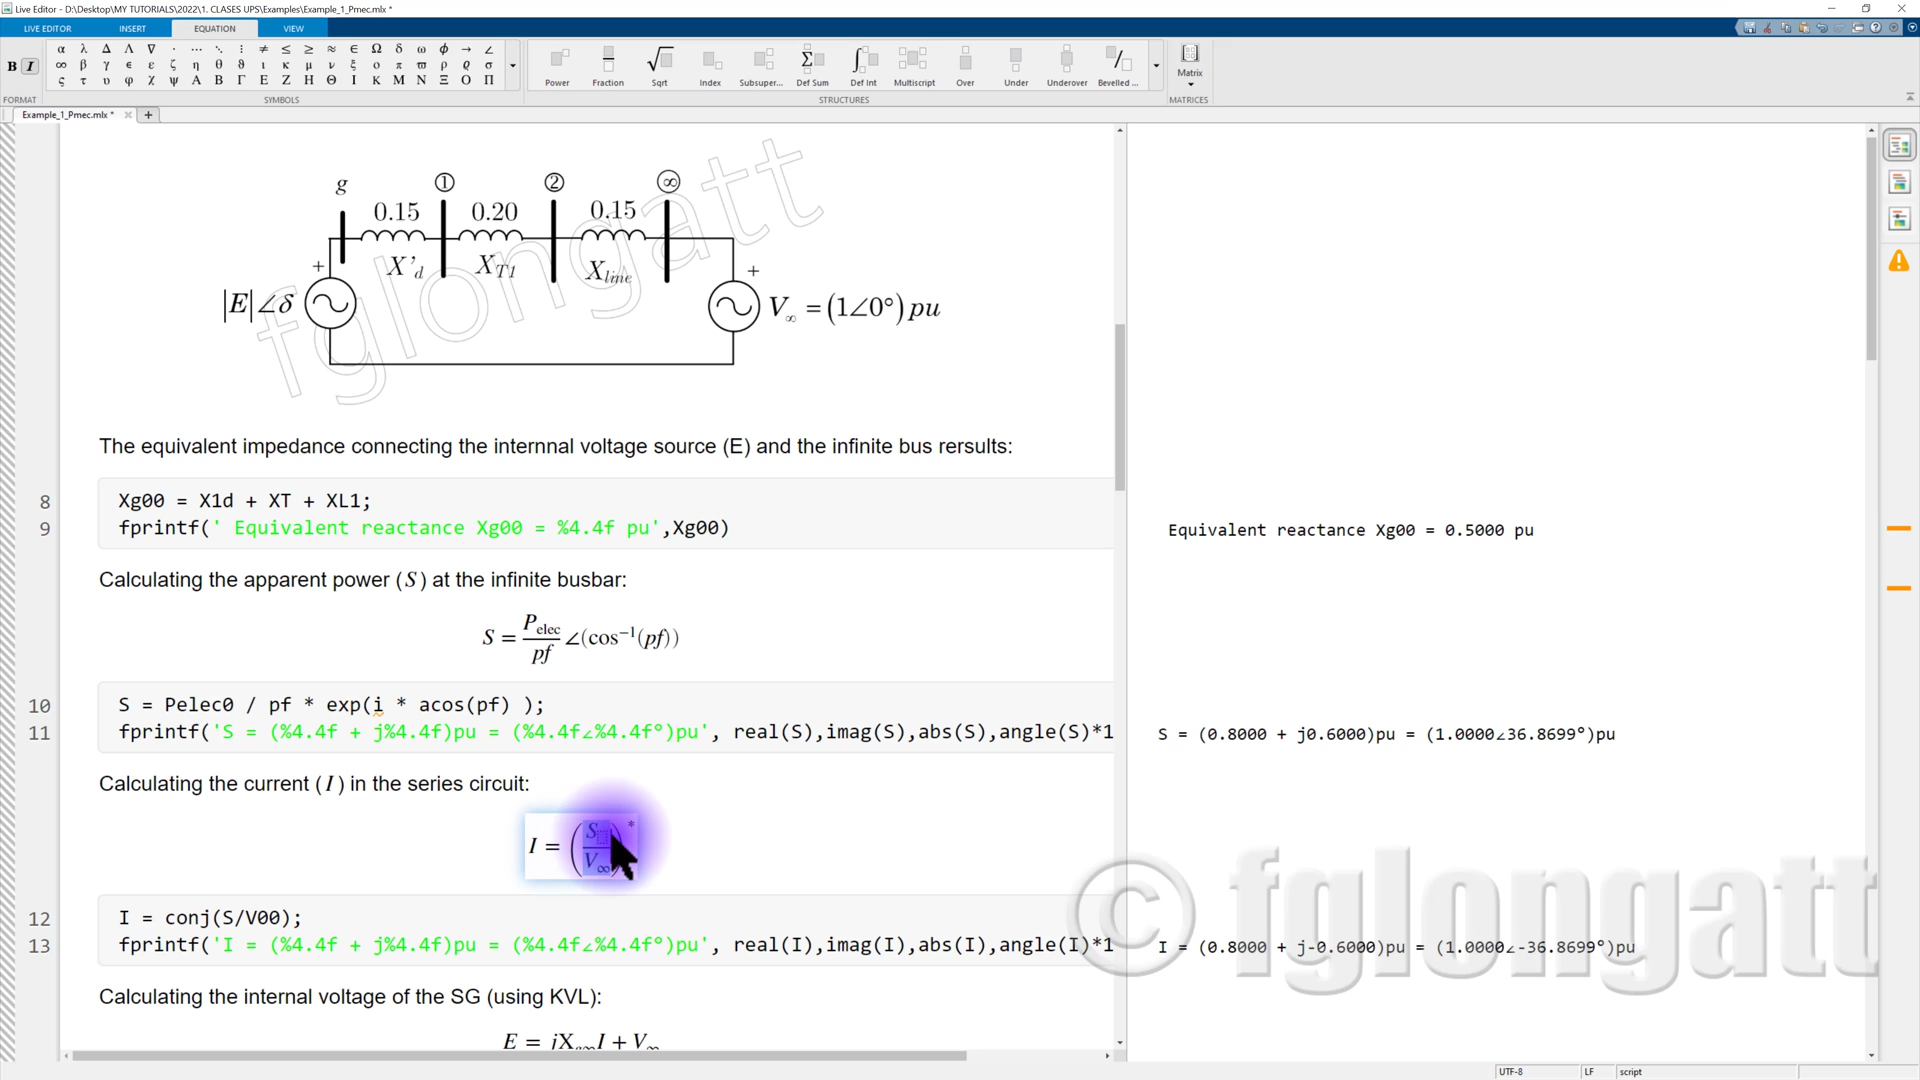 Live Editor - D:\Desktop\MY TUTORIALS\2022\1. CLASES UPS\Examples\Example_1_Pmec.mlx *
LIVE EDITOR INSERT EQUATION VIEW
α λ Δ Λ ∇ · ⋯ ⋱ ⋮ ≠ ≤ ≥ ≈ ∈ Ω δ ω ϕ → ∠
B I ∞ β γ ϵ ε ζ η θ ϑ ι κ μ ν ξ ο π ϖ ρ ϱ σ
ς τ υ φ χ ψ Α Β Γ Ε Ζ Η Θ Ι Κ Μ Ν Ξ Ο Π
Power Fraction Sqrt Index Subsuper... Def Sum Def Int Multiscript Over Under Underover Bevelled ... Matrix
FORMAT SYMBOLS STRUCTURES MATRICES
Example_1_Pmec.mlx *
g ① ② ∞
0.15 0.20 0.15
X'd XT1 Xline
+ +
|E|∠δ V∞ = (1∠0°) pu
fglongatt
The equivalent impedance connecting the internnal voltage source (E) and the infinite bus rersults:
8 Xg00 = X1d + XT + XL1;
9 fprintf(' Equivalent reactance Xg00 = %4.4f pu',Xg00)
Equivalent reactance Xg00 = 0.5000 pu
Calculating the apparent power (S) at the infinite busbar:
S = Pelec/pf ∠(cos⁻¹(pf))
10 S = Pelec0 / pf * exp(i * acos(pf) );
11 fprintf('S = (%4.4f + j%4.4f)pu = (%4.4f∠%4.4fº)pu', real(S),imag(S),abs(S),angle(S)*1
S = (0.8000 + j0.6000)pu = (1.0000∠36.8699º)pu
Calculating the current (I) in the series circuit:
I = (S/V∞)*
12 I = conj(S/V00);
13 fprintf('I = (%4.4f + j%4.4f)pu = (%4.4f∠%4.4fº)pu', real(I),imag(I),abs(I),angle(I)*1
I = (0.8000 + j-0.6000)pu = (1.0000∠-36.8699º)pu
© fglongatt
Calculating the internal voltage of the SG (using KVL):
E = jXg∞I + V∞
UTF-8 LF script